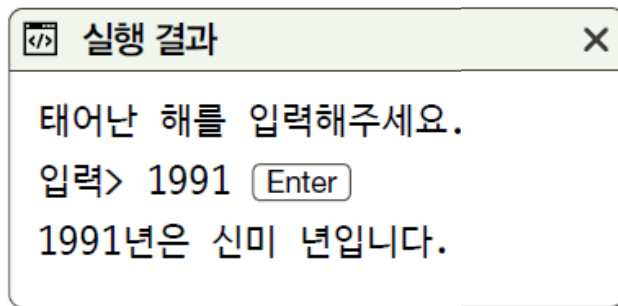 </> 실행 결과 ×
태어난 해를 입력해주세요.
입력> 1991 Enter
1991년은 신미 년입니다.